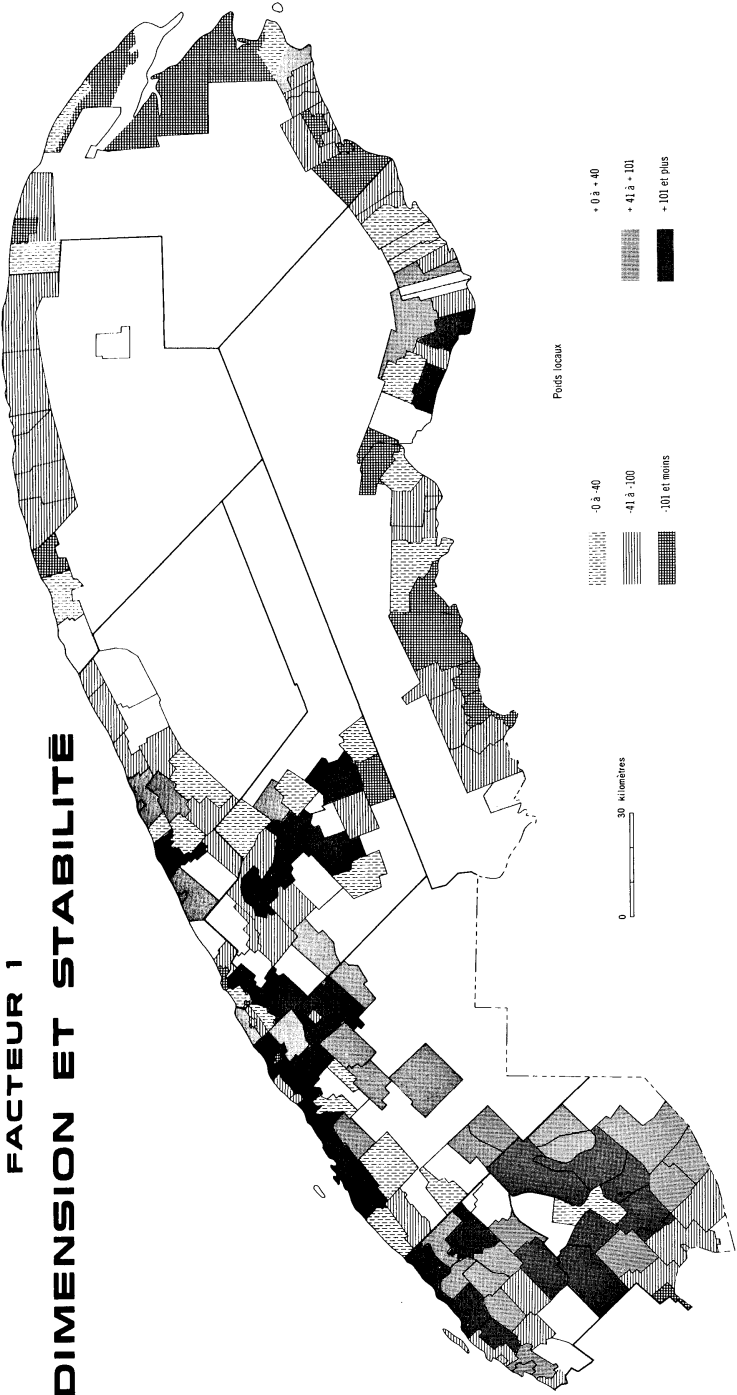 FACTEUR 1
DIMENSION ET STABILITÉ
0 30 kilomètres
Poids locaux
-0 à -40
-41 à -100
-101 et moins
+ 0 à + 40
+ 41 à + 101
+ 101 et plus